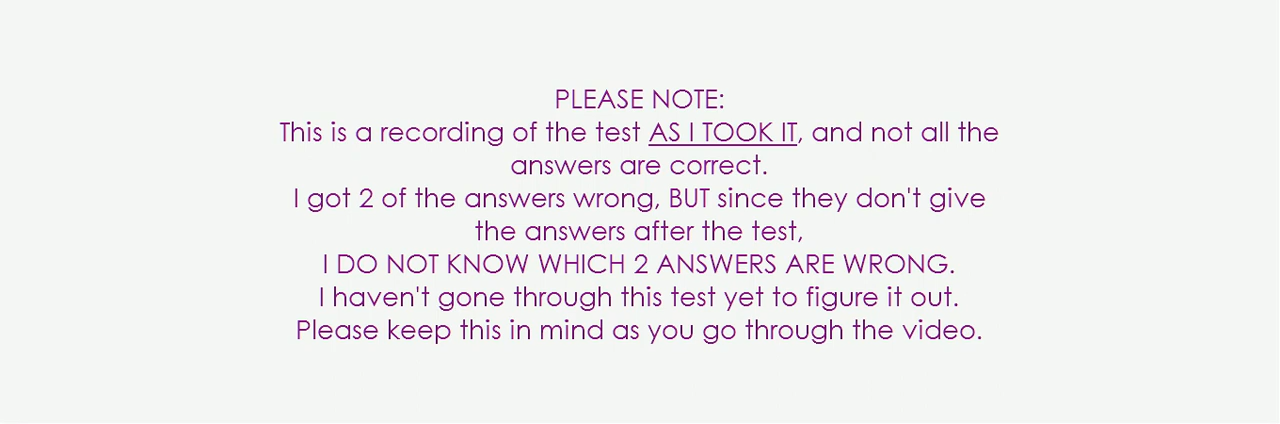 PLEASE NOTE:
This is a recording of the test AS I TOOK IT, and not all the
answers are correct.
I got 2 of the answers wrong, BUT since they don't give
the answers after the test,
I DO NOT KNOW WHICH 2 ANSWERS ARE WRONG.
I haven't gone through this test yet to figure it out.
Please keep this in mind as you go through the video.